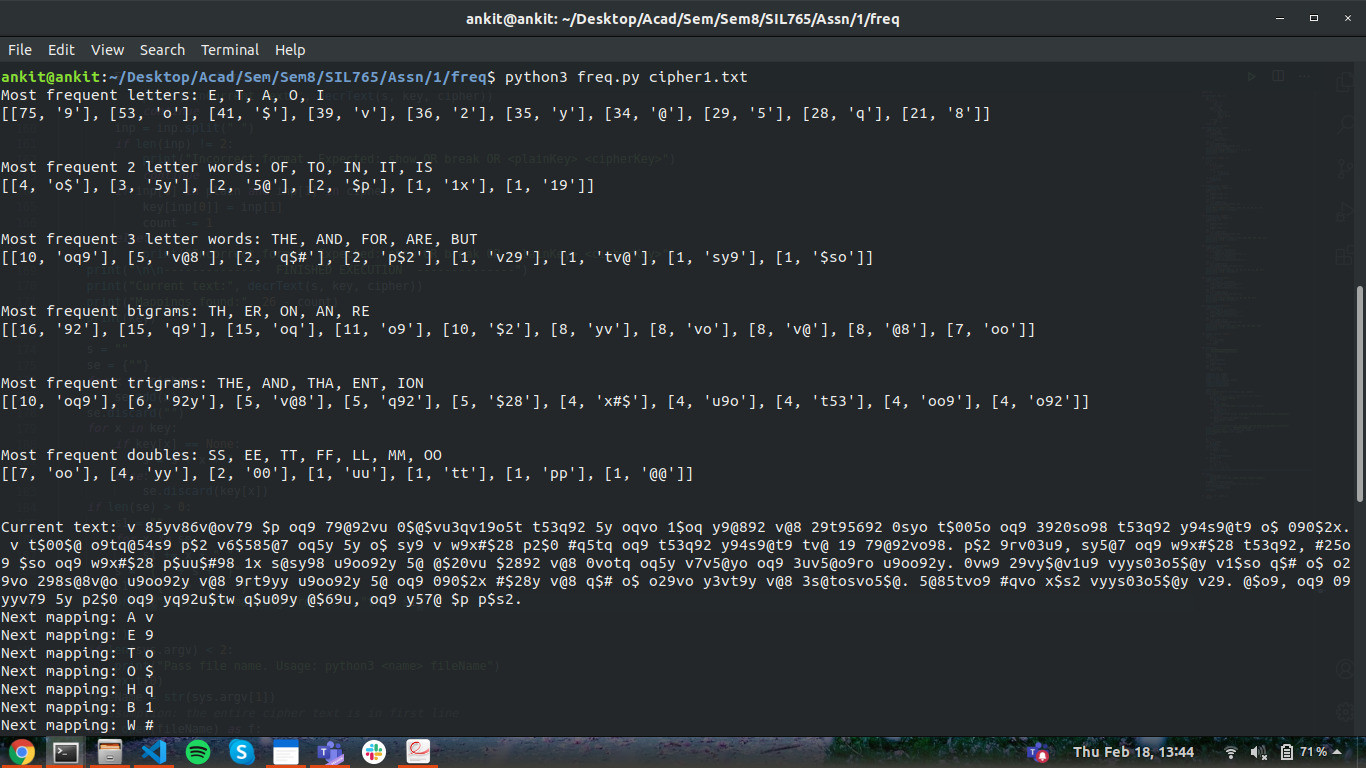 ankit@ankit: ~/Desktop/Acad/Sem/Sem8/SIL765/Assn/1/freq
File Edit View Search Terminal Help
ankit@ankit:~/Desktop/Acad/Sem/Sem8/SIL765/Assn/1/freq$ python3 freq.py cipher1.txt
Most frequent letters: E, T, A, O, I
[[75, '9'], [53, 'o'], [41, '$'], [39, 'v'], [36, '2'], [35, 'y'], [34, '@'], [29, '5'], [28, 'q'], [21, '8']]
Most frequent 2 letter words: OF, TO, IN, IT, IS
[[4, 'o$'], [3, '5y'], [2, '5@'], [2, '$p'], [1, '1x'], [1, '19']]
Most frequent 3 letter words: THE, AND, FOR, ARE, BUT
[[10, 'oq9'], [5, 'v@8'], [2, 'q$#'], [2, 'p$2'], [1, 'v29'], [1, 'tv@'], [1, 'sy9'], [1, '$so']]
Most frequent bigrams: TH, ER, ON, AN, RE
[[16, '92'], [15, 'q9'], [15, 'oq'], [11, 'o9'], [10, '$2'], [8, 'yv'], [8, 'vo'], [8, 'v@'], [8, '@8'], [7, 'oo']]
Most frequent trigrams: THE, AND, THA, ENT, ION
[[10, 'oq9'], [6, '92y'], [5, 'v@8'], [5, 'q92'], [5, '$28'], [4, 'x#$'], [4, 'u9o'], [4, 't53'], [4, 'oo9'], [4, 'o92']]
Most frequent doubles: SS, EE, TT, FF, LL, MM, OO
[[7, 'oo'], [4, 'yy'], [2, '00'], [1, 'uu'], [1, 'tt'], [1, 'pp'], [1, '@@']]
Current text: v 85yv86v@ov79 $p oq9 79@92vu 0$@$vu3qv19o5t t53q92 5y oqvo 1$oq y9@892 v@8 29t95692 0syo t$005o oq9 3920so98 t53q92 y94s9@t9 o$ 090$2x.
v t$00$@ o9tq@54s9 p$2 v6$585@7 oq5y 5y o$ sy9 v w9x#$28 p2$0 #q5tq oq9 t53q92 y94s9@t9 tv@ 19 79@92vo98. p$2 9rv03u9, sy5@7 oq9 w9x#$28 t53q92, #25o
9 $so oq9 w9x#$28 p$uu$#98 1x s@sy98 u9oo92y 5@ @$20vu $2892 v@8 0votq oq5y v7v5@yo oq9 3uv5@o9 u9oo92y. 0vw9 29vy$@v1u9 vyys03o5$@y v1$so q$# o$ o2
9vo 298s@8v@o u9oo92y v@8 9rt9yy u9oo92y 5@ oq9 090$2x #$28y v@8 q$# o$ o29vo y3vt9y v@8 3s@tosvo5$@. 5@85tvo9 #qvo x$s2 vyys03o5$@y v29. @$o9, oq9 09
yyv79 5y p2$0 oq9 yq92u$tw q$u09y @$69u, oq9 y57@ $p p$s2.
Next mapping: A v
Next mapping: E 9
Next mapping: T o
Next mapping: O $
Next mapping: H q
Next mapping: B 1
Next mapping: W #
Thu Feb 18, 13:44
71 %